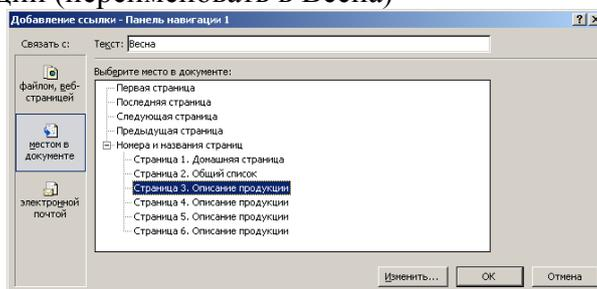 ции (переименовать в Весна)
Добавление ссылки - Панель навигации 1
Связать с:
Текст: Весна
файлом, веб-страницей
местом в документе
электронной почтой
Выберите место в документе:
Первая страница
Последняя страница
Следующая страница
Предыдущая страница
Номера и названия страниц
Страница 1. Домашняя страница
Страница 2. Общий список
Страница 3. Описание продукции
Страница 4. Описание продукции
Страница 5. Описание продукции
Страница 6. Описание продукции
Изменить...
ОК
Отмена